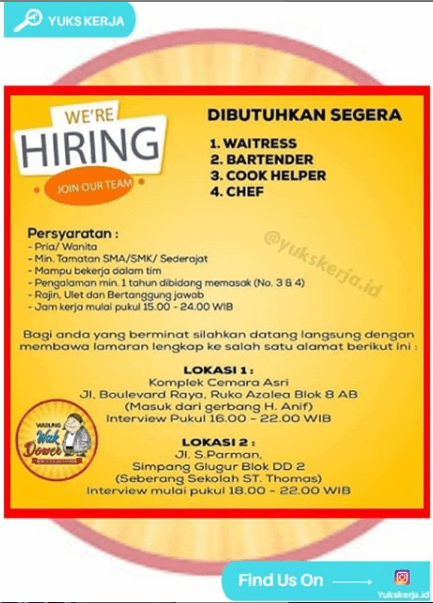 YUKS KERJA
WE'RE
HIRING
JOIN OUR TEAM
DIBUTUHKAN SEGERA
1. WAITRESS
2. BARTENDER
3. COOK HELPER
4. CHEF
@yukskerja.id
Persyaratan :
- Pria/ Wanita
- Min. Tamatan SMA/SMK/ Sederajat
- Mampu bekerja dalam tim
- Pengalaman min. 1 tahun dibidang memasak (No. 3 & 4)
- Rajin, Ulet dan Bertanggung jawab
- Jam kerja mulai pukul 15.00 - 24.00 WIB
Bagi anda yang berminat silahkan datang langsung dengan
membawa lamaran lengkap ke salah satu alamat berikut ini :
LOKASI 1 :
Komplek Cemara Asri
Jl, Boulevard Raya, Ruko Azalea Blok 8 AB
(Masuk dari gerbang H. Anif)
Interview Pukul 16.00 - 22.00 WIB
WARUNG
Wak
Dower
LOKASI 2 :
Jl. S.Parman,
Simpang Glugur Blok DD 2
(Seberang Sekolah ST. Thomas)
Interview mulai pukul 18.00 - 22.00 WIB
Find Us On
Yukskerja.id